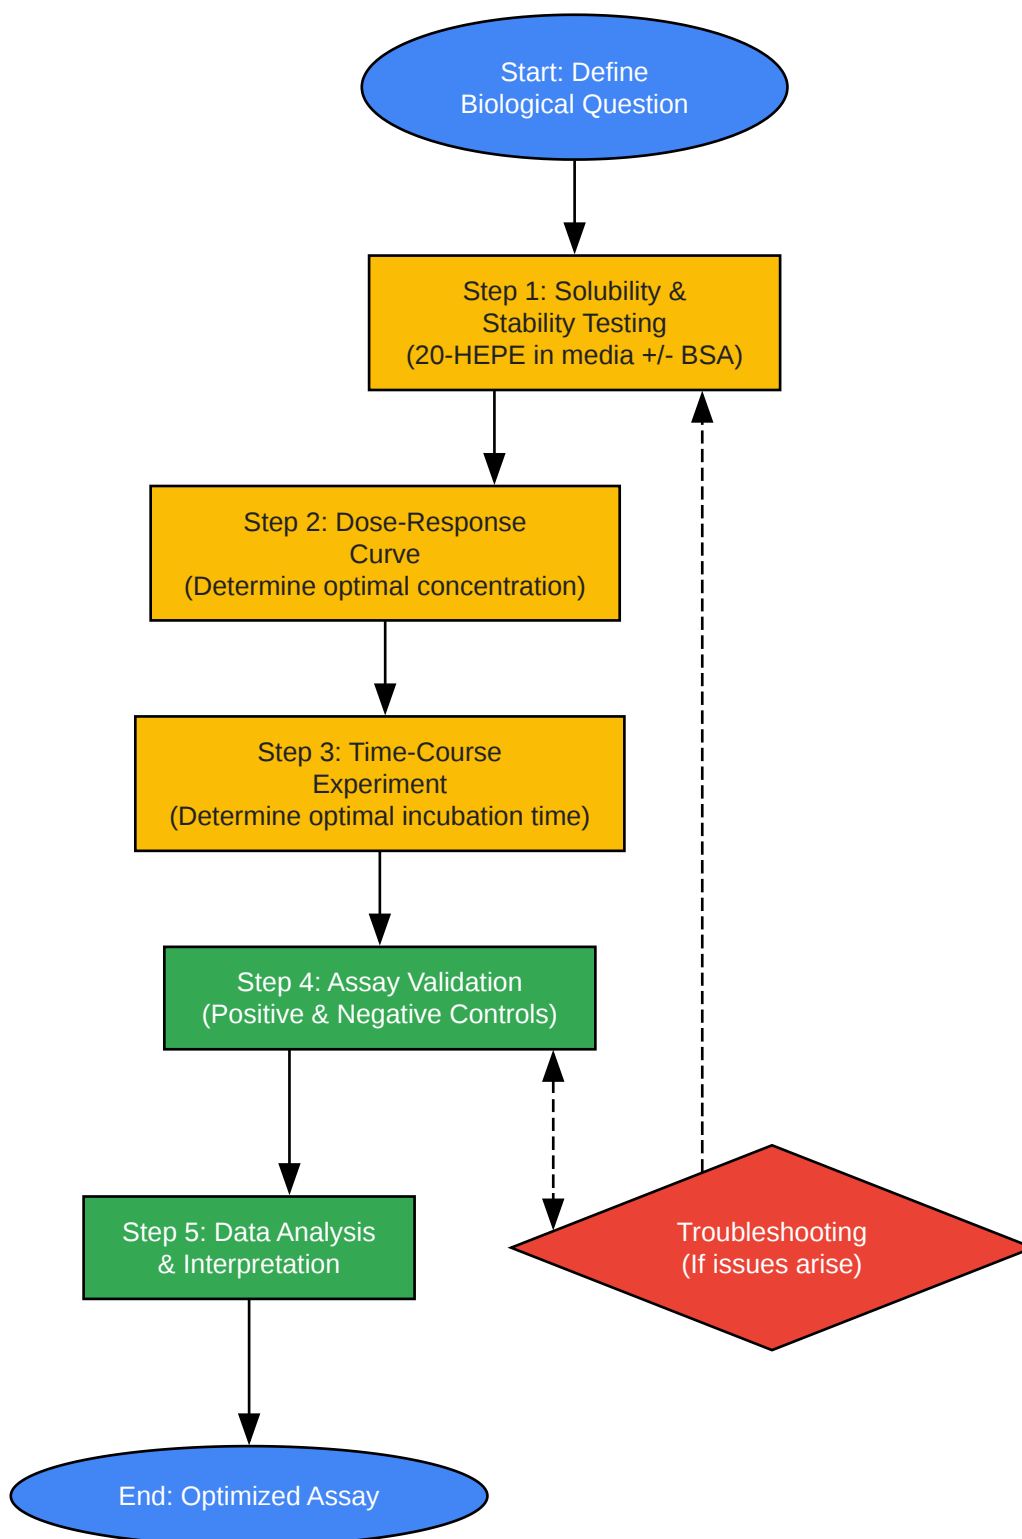 Start: Define
Biological Question
Step 1: Solubility &
Stability Testing
(20-HEPE in media +/- BSA)
Step 2: Dose-Response
Curve
(Determine optimal concentration)
Step 3: Time-Course
Experiment
(Determine optimal incubation time)
Step 4: Assay Validation
(Positive & Negative Controls)
Step 5: Data Analysis
& Interpretation
Troubleshooting
(If issues arise)
End: Optimized Assay